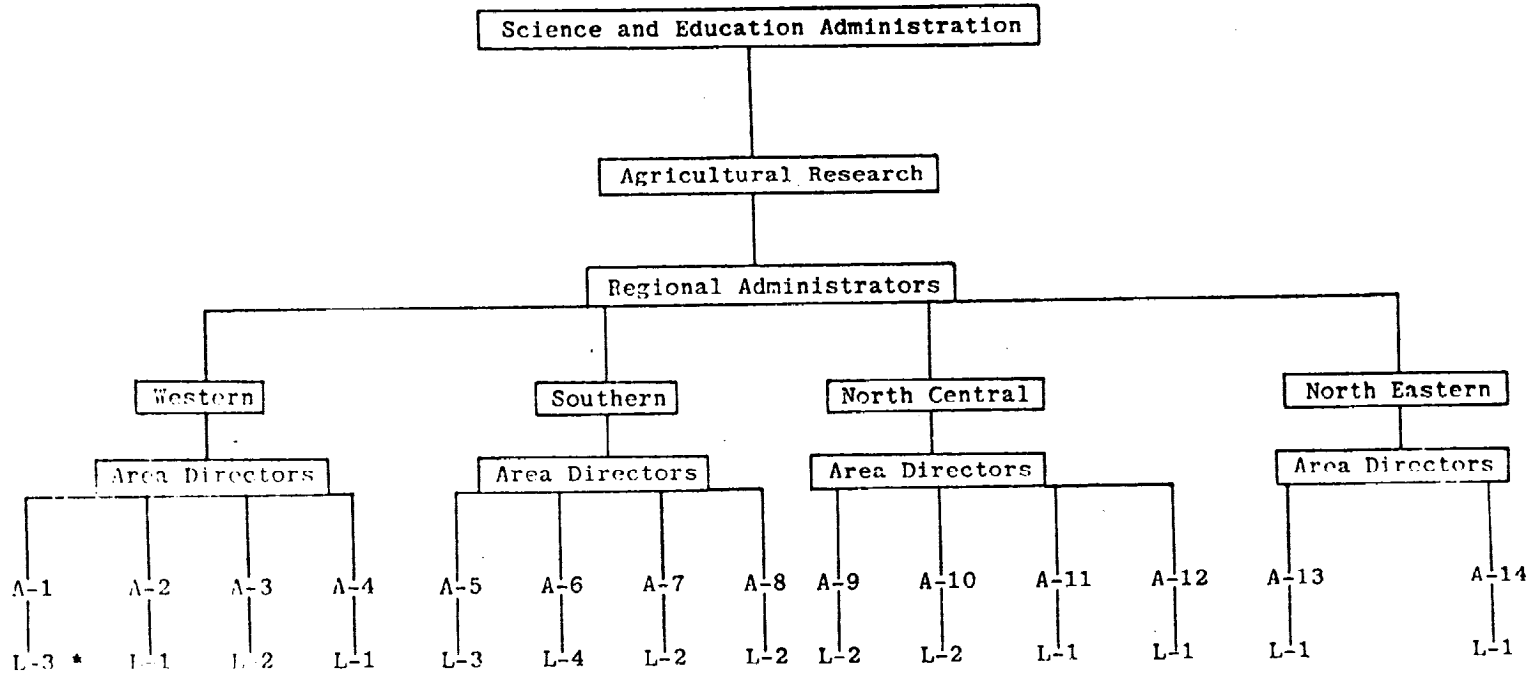 Science and Education Administration
Agricultural Research
Regional Administrators
Western Southern North Central North Eastern
Area Directors Area Directors Area Directors Area Directors
A-1 A-2 A-3 A-4 A-5 A-6 A-7 A-8 A-9 A-10 A-11 A-12 A-13 A-14
L-3 * L-1 L-2 L-1 L-3 L-4 L-2 L-2 L-2 L-2 L-1 L-1 L-1 L-1